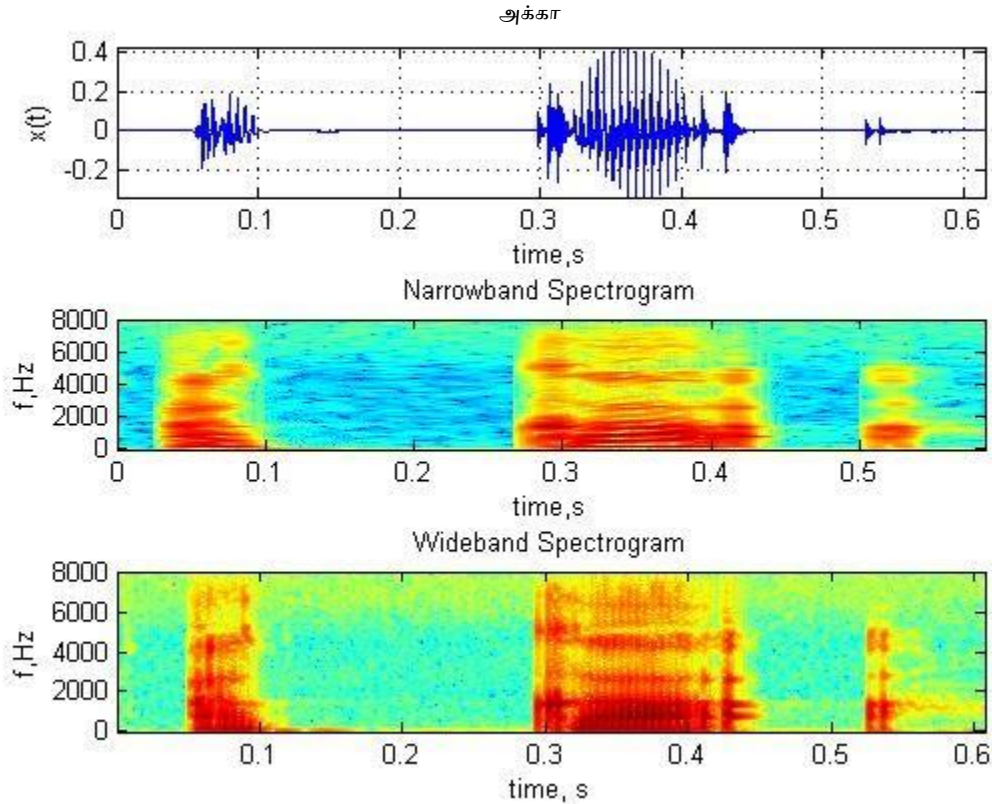 அக்கா
0.4
0.2
0
-0.2
x(t)
0 0.1 0.2 0.3 0.4 0.5 0.6
time,s
Narrowband Spectrogram
8000
6000
4000
2000
0
f,Hz
0 0.1 0.2 0.3 0.4 0.5
time,s
Wideband Spectrogram
8000
6000
4000
2000
0
f,Hz
0.1 0.2 0.3 0.4 0.5 0.6
time, s